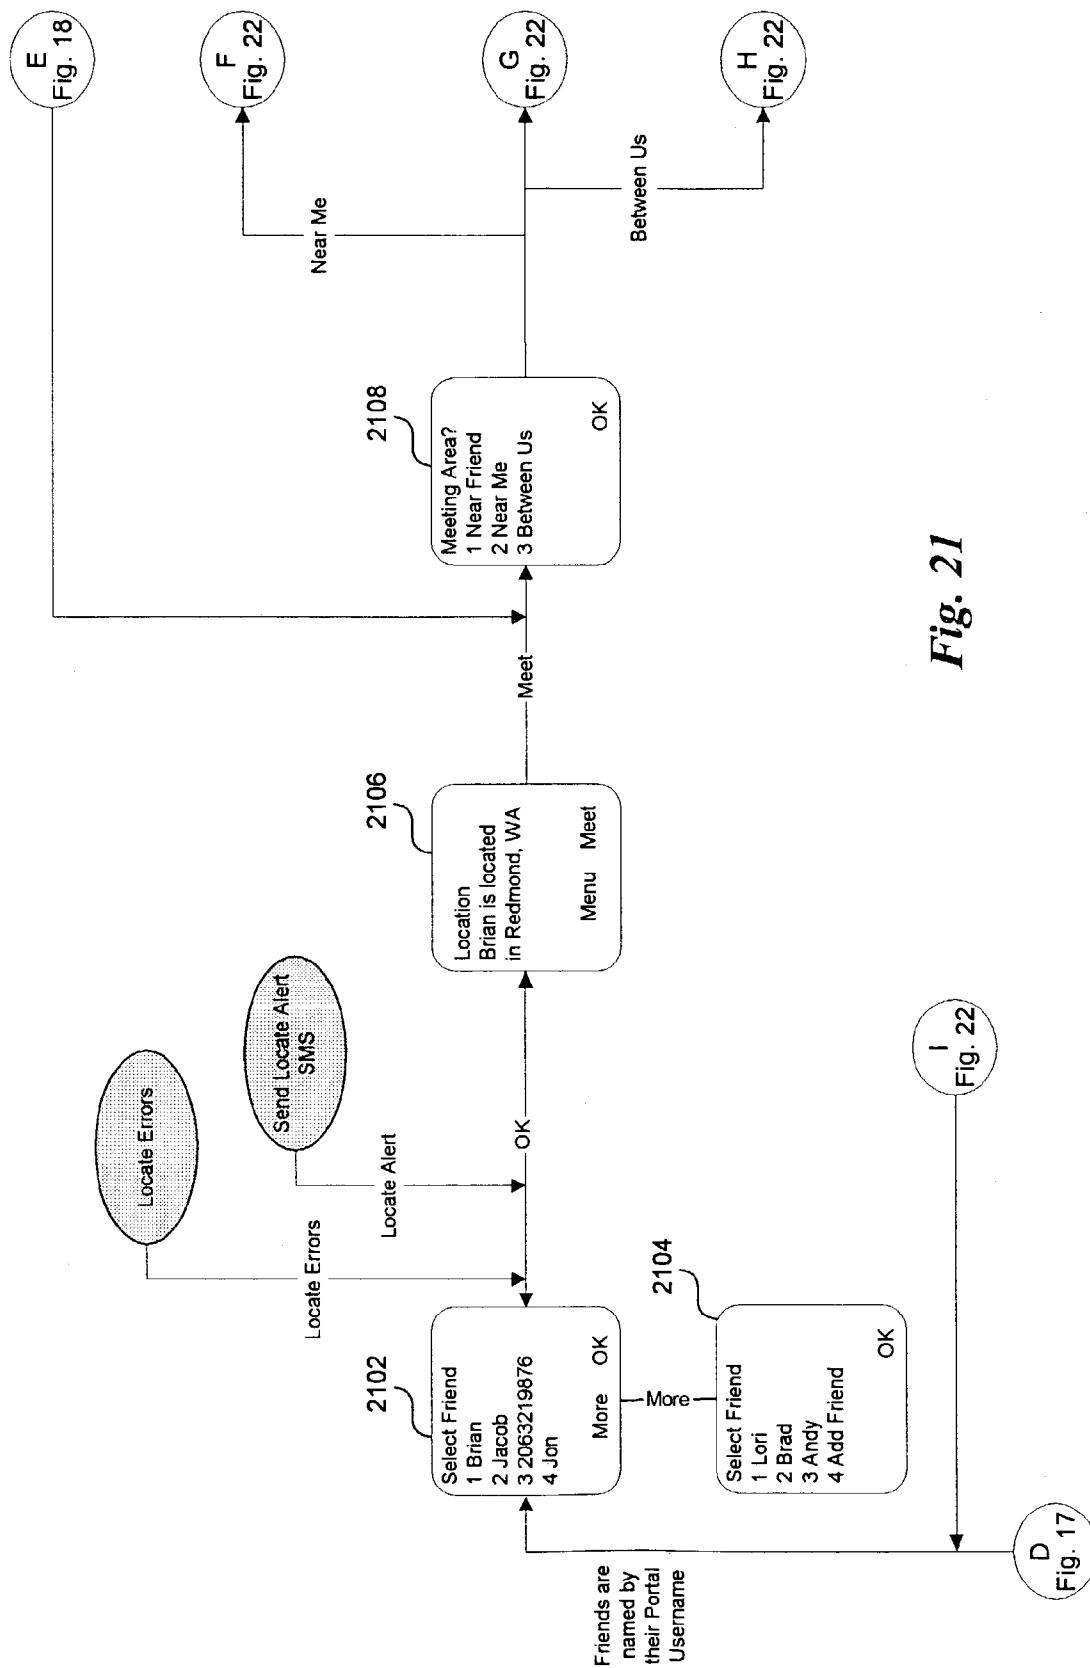 E
Fig. 18
F
Fig. 22
G
Fig. 22
H
Fig. 22
Near Me
Between Us
2108
Meeting Area?
1 Near Friend
2 Near Me
3 Between Us
OK
Meet
2106
Location
Brian is located
in Redmond, WA
Menu Meet
Send Locate Alert
SMS
Locate Errors
Locate Alert
Locate Errors
OK
2102
Select Friend
1 Brian
2 Jacob
3 2063219876
4 Jon
More OK
More
2104
Select Friend
1 Lori
2 Brad
3 Andy
4 Add Friend
OK
Friends are
named by
their Portal
Username
D
Fig. 17
I
Fig. 22
Fig. 21